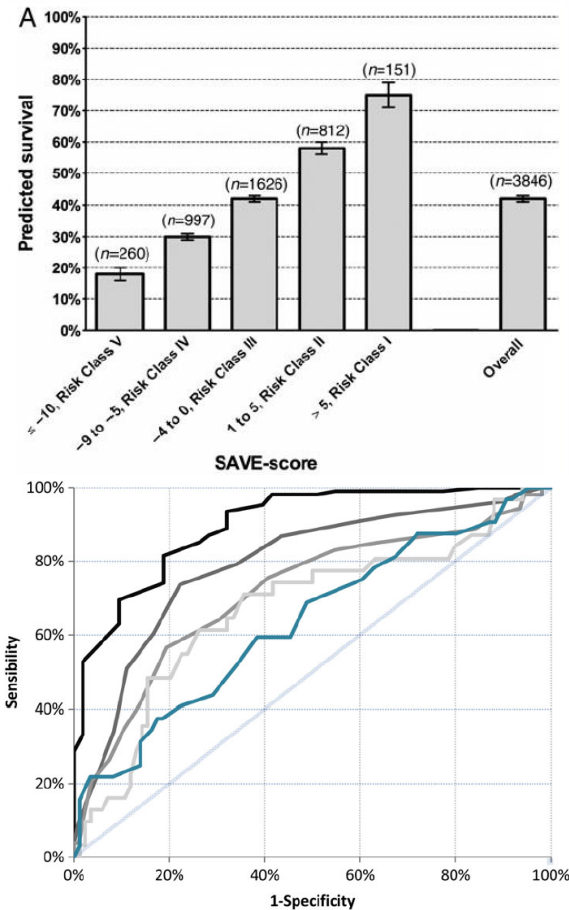 A
100%
90%
80%
70%
60%
50%
40%
30%
20%
10%
0%
Predicted survival
(n=260)
(n=997)
(n=1626)
(n=812)
(n=151)
(n=3846)
≤ −10, Risk Class V
−9 to −5, Risk Class IV
−4 to 0, Risk Class III
1 to 5, Risk Class II
> 5, Risk Class I
Overall
SAVE-score
100%
80%
60%
40%
20%
0%
Sensibility
0% 20% 40% 60% 80% 100%
1-Specificity